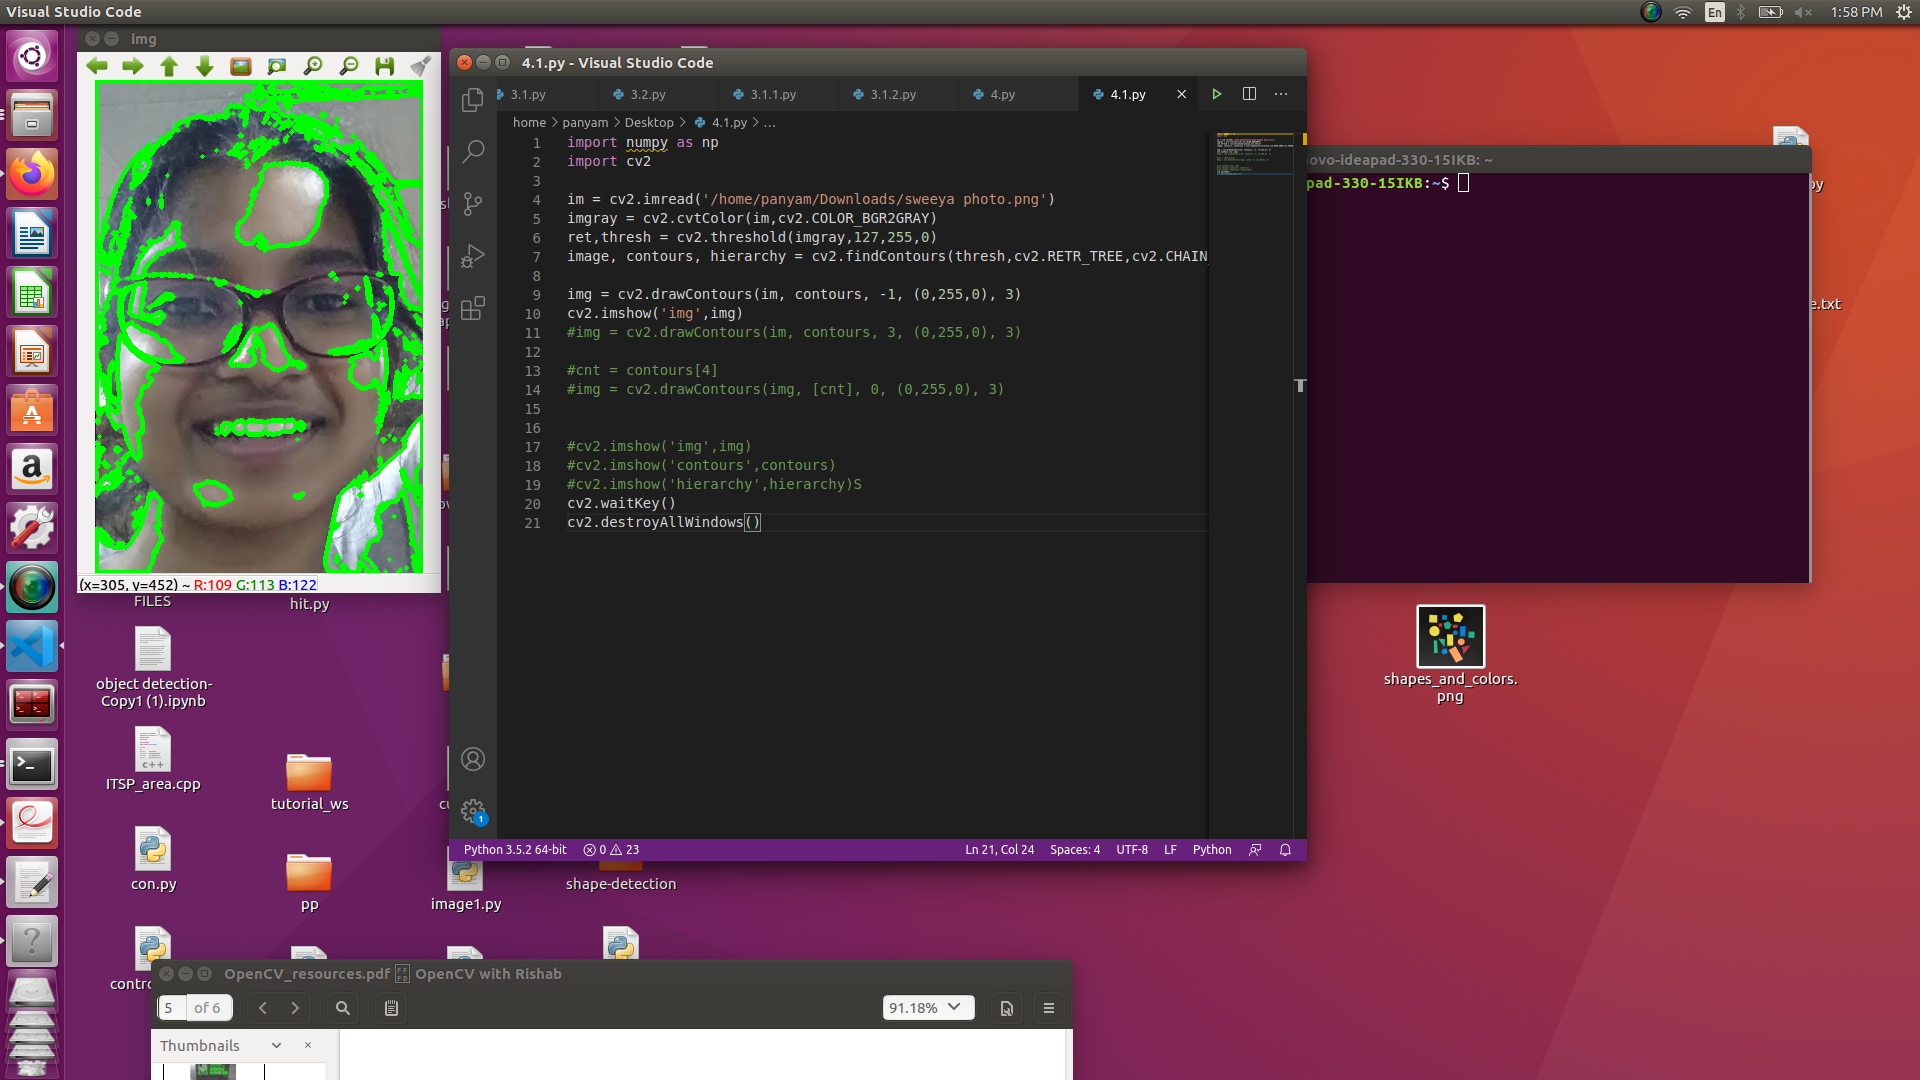 Visual Studio Code
En
1:58 PM
img
(x=305, y=452) ~ R:109 G:113 B:122
4.1.py - Visual Studio Code
3.1.py
3.2.py
3.1.1.py
3.1.2.py
4.py
4.1.py
home > panyam > Desktop > 4.1.py > ...
1 import numpy as np
2 import cv2
3
4 im = cv2.imread('/home/panyam/Downloads/sweeya photo.png')
5 imgray = cv2.cvtColor(im,cv2.COLOR_BGR2GRAY)
6 ret,thresh = cv2.threshold(imgray,127,255,0)
7 image, contours, hierarchy = cv2.findContours(thresh,cv2.RETR_TREE,cv2.CHAIN_
8
9 img = cv2.drawContours(im, contours, -1, (0,255,0), 3)
10 cv2.imshow('img',img)
11 #img = cv2.drawContours(im, contours, 3, (0,255,0), 3)
12
13 #cnt = contours[4]
14 #img = cv2.drawContours(img, [cnt], 0, (0,255,0), 3)
15
16
17 #cv2.imshow('img',img)
18 #cv2.imshow('contours',contours)
19 #cv2.imshow('hierarchy',hierarchy)S
20 cv2.waitKey()
21 cv2.destroyAllWindows()
1
Python 3.5.2 64-bit
0
23
Ln 21, Col 24
Spaces: 4
UTF-8
LF
Python
novo-ideapad-330-15IKB: ~
pad-330-15IKB:~$
py
e.txt
shapes_and_colors.
png
FILES
hit.py
object detection-
Copy1 (1).ipynb
ITSP_area.cpp
c++
tutorial_ws
cu
con.py
pp
image1.py
shape-detection
contro
OpenCV_resources.pdf
OpenCV with Rishab
5 of 6
91.18%
Thumbnails